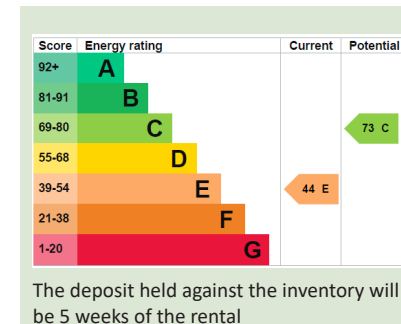 Score Energy rating Current Potential
92+ A
81-91 B
69-80 C 73 C
55-68 D
39-54 E 44 E
21-38 F
1-20 G
The deposit held against the inventory will
be 5 weeks of the rental